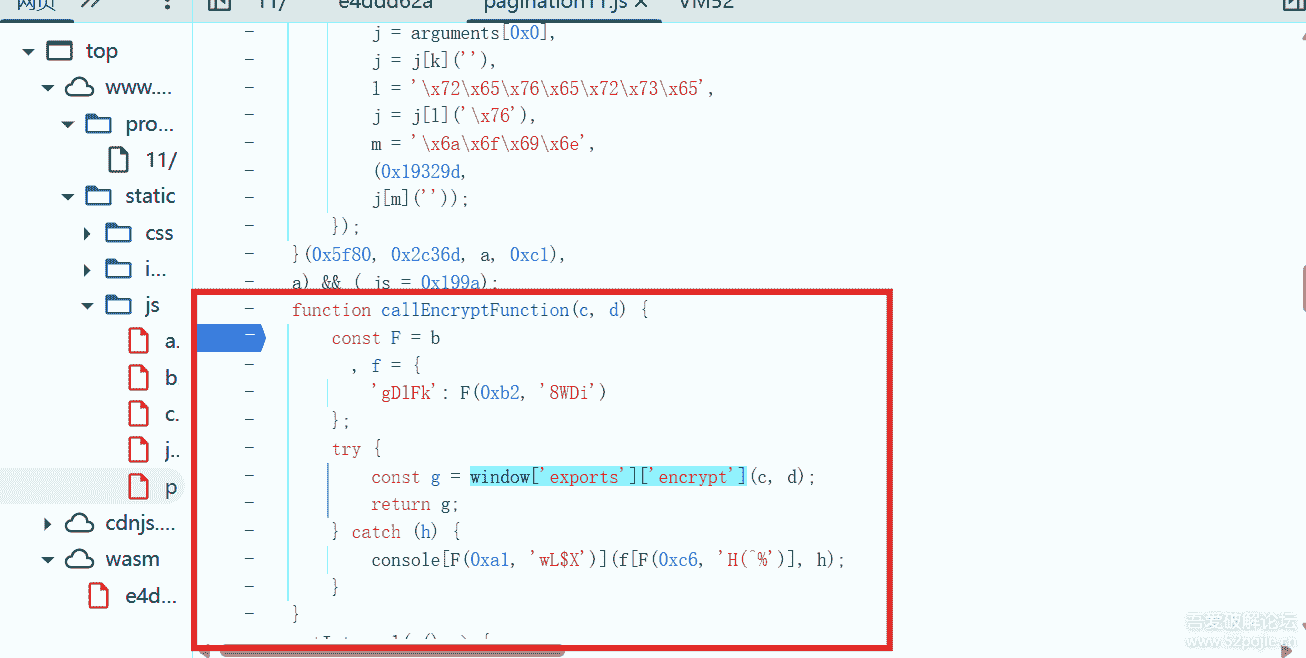 网页
11/
e4ddd62a
pagination11.js ×
VM52
top
www....
pro...
11/
static
css
i...
js
a.
b
c.
j..
p
cdnjs....
wasm
e4d...
j = arguments[0x0],
j = j[k](''),
l = '\x72\x65\x76\x65\x72\x73\x65',
j = j[l]('\x76'),
m = '\x6a\x6f\x69\x6e',
(0x19329d,
j[m](''));
});
}(0x5f80, 0x2c36d, a, 0xc1),
a) && (_js = 0x199a);
function callEncryptFunction(c, d) {
const F = b
, f = {
'gDlFk': F(0xb2, '8WDi')
};
try {
const g = window['exports']['encrypt'](c, d);
return g;
} catch (h) {
console[F(0xa1, 'wL$X')](f[F(0xc6, 'H(^%')], h);
}
}
吾爱破解论坛
www.52pojie.cn